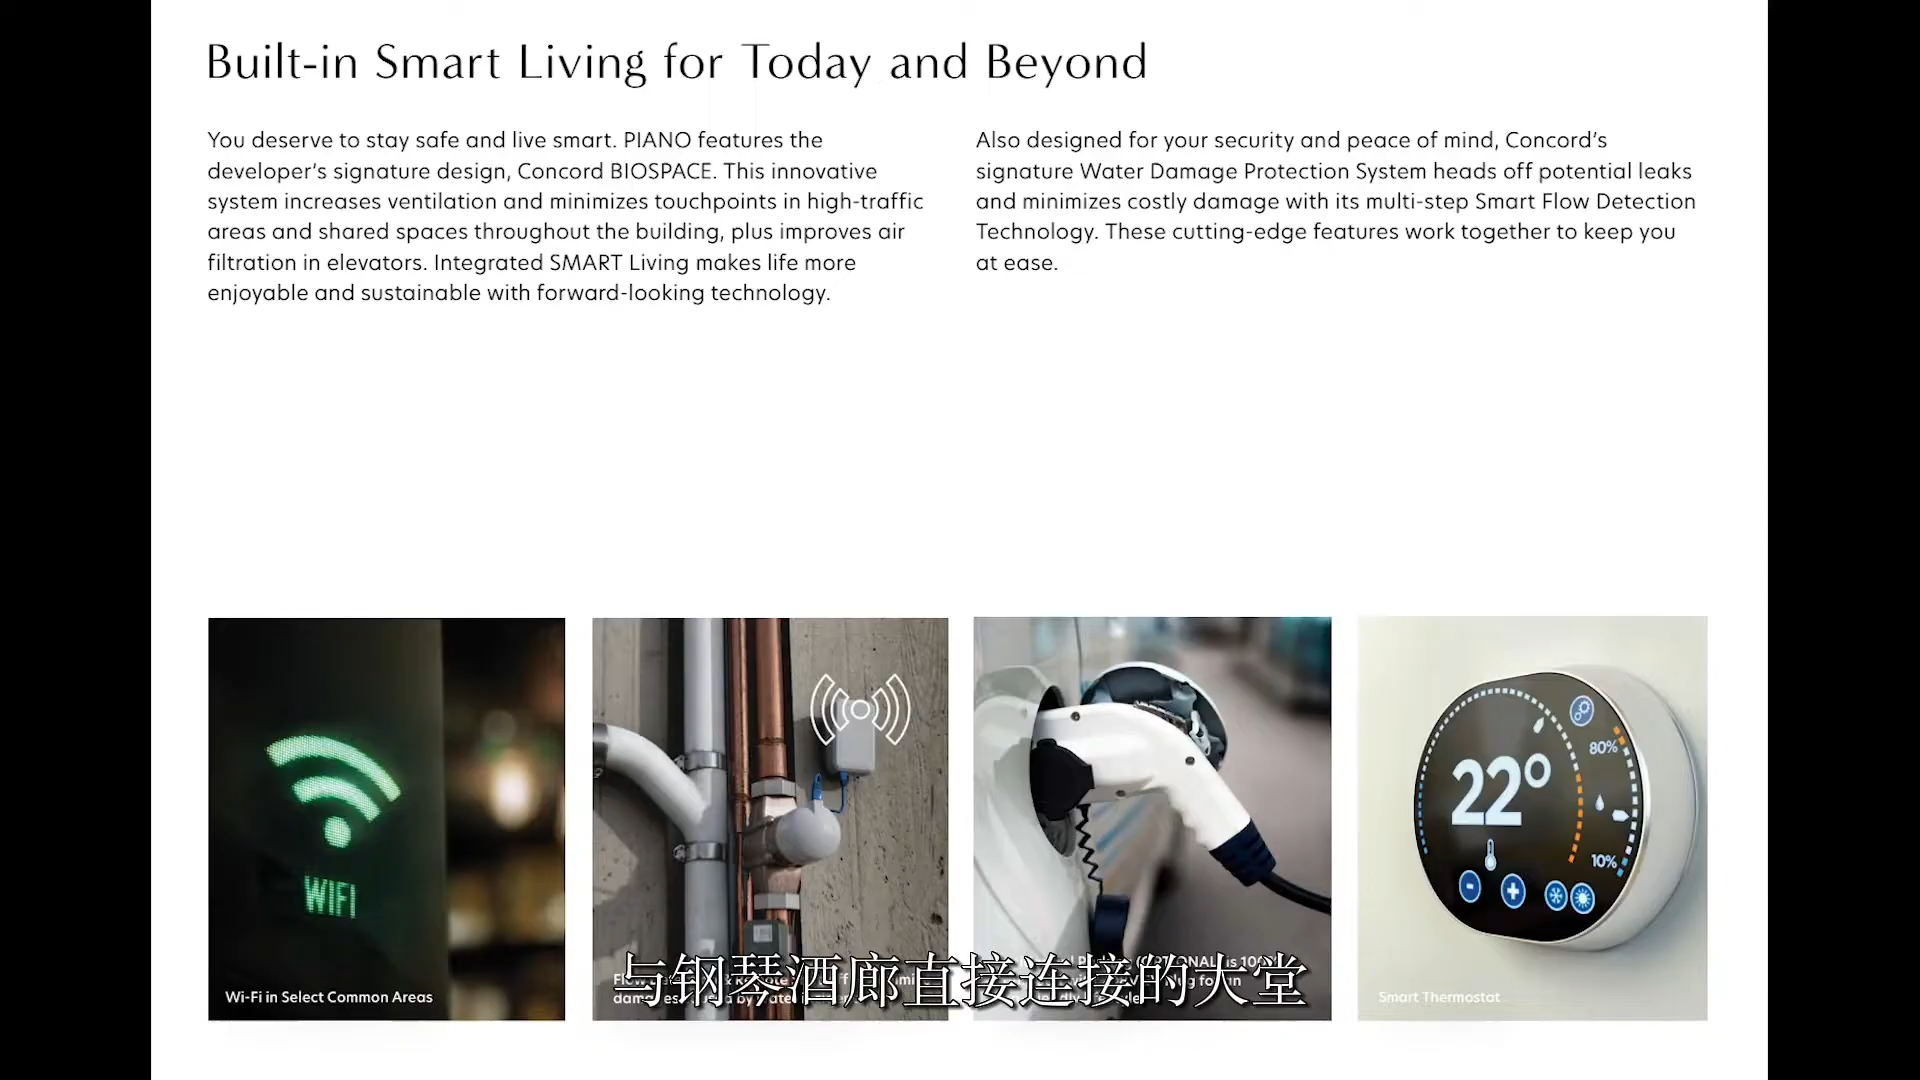 Built-in Smart Living for Today and Beyond
You deserve to stay safe and live smart. PIANO features the
developer's signature design, Concord BIOSPACE. This innovative
system increases ventilation and minimizes touchpoints in high-traffic
areas and shared spaces throughout the building, plus improves air
filtration in elevators. Integrated SMART Living makes life more
enjoyable and sustainable with forward-looking technology.
Also designed for your security and peace of mind, Concord's
signature Water Damage Protection System heads off potential leaks
and minimizes costly damage with its multi-step Smart Flow Detection
Technology. These cutting-edge features work together to keep you
at ease.
WIFI
Wi-Fi in Select Common Areas
22°
80%
10%
- +
Smart Thermostat
与钢琴酒廊直接连接的大堂